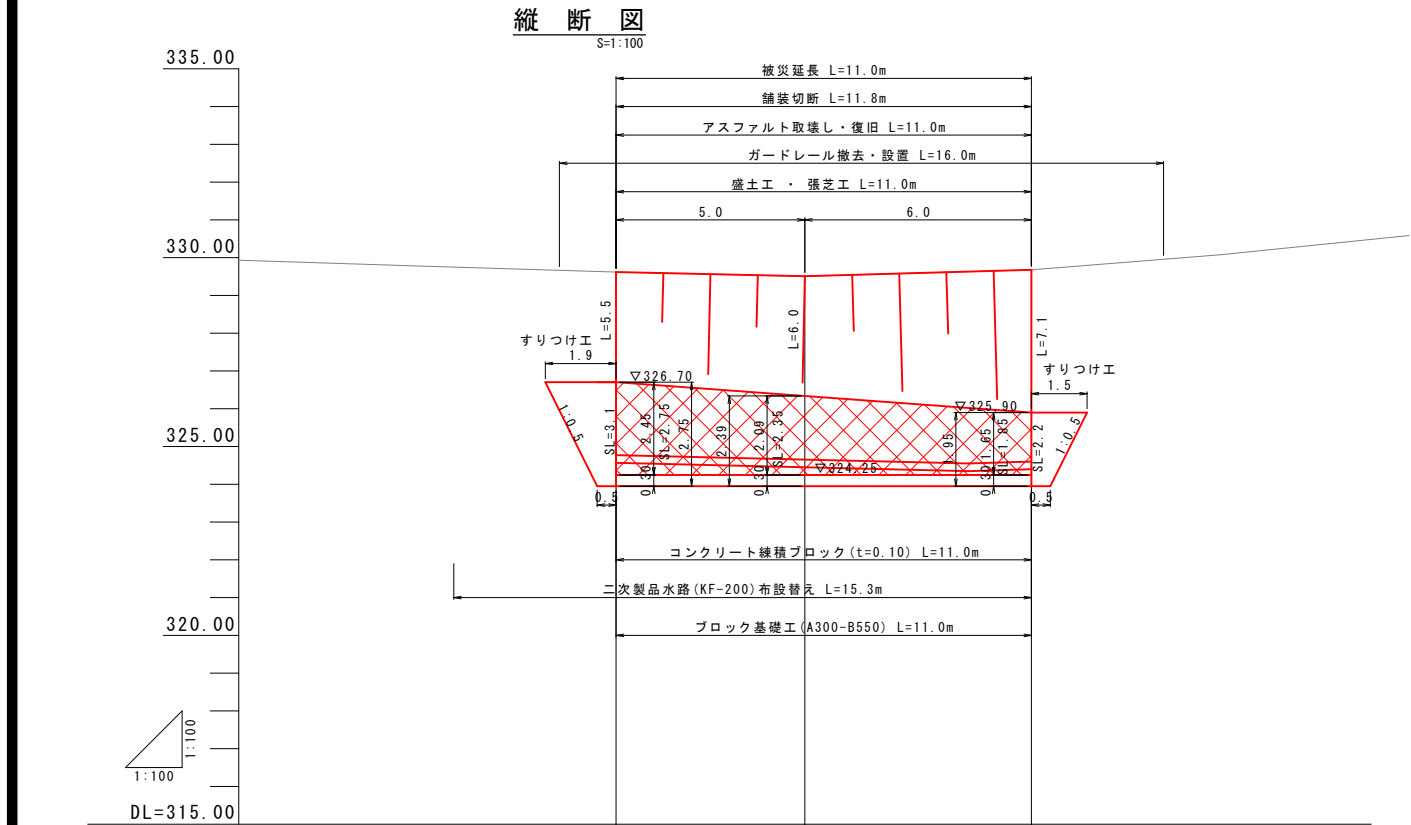 縦断図
S=1:100
335.00
被災延長 L=11.0m
舗装切断 L=11.8m
アスファルト取壊し・復旧 L=11.0m
ガードレール撤去・設置 L=16.0m
盛土工 ・ 張芝工 L=11.0m
5.0
6.0
330.00
L=5.5
L=6.0
L=7.1
すりつけ工
1.9
すりつけ工
1.5
▽326.70
▽325.90
1:0.5
SL=3.1
2.45
SL=2.75
2.75
2.39
2.09
SL=2.35
1.95
1.65
SL=1.85
SL=2.2
1:0.5
325.00
▽324.25
0.30
0.30
0.30
0.5
0.5
コンクリート練積ブロック(t=0.10) L=11.0m
二次製品水路(KF-200)布設替え L=15.3m
320.00
ブロック基礎工(A300-B550) L=11.0m
1:100
1:100
DL=315.00